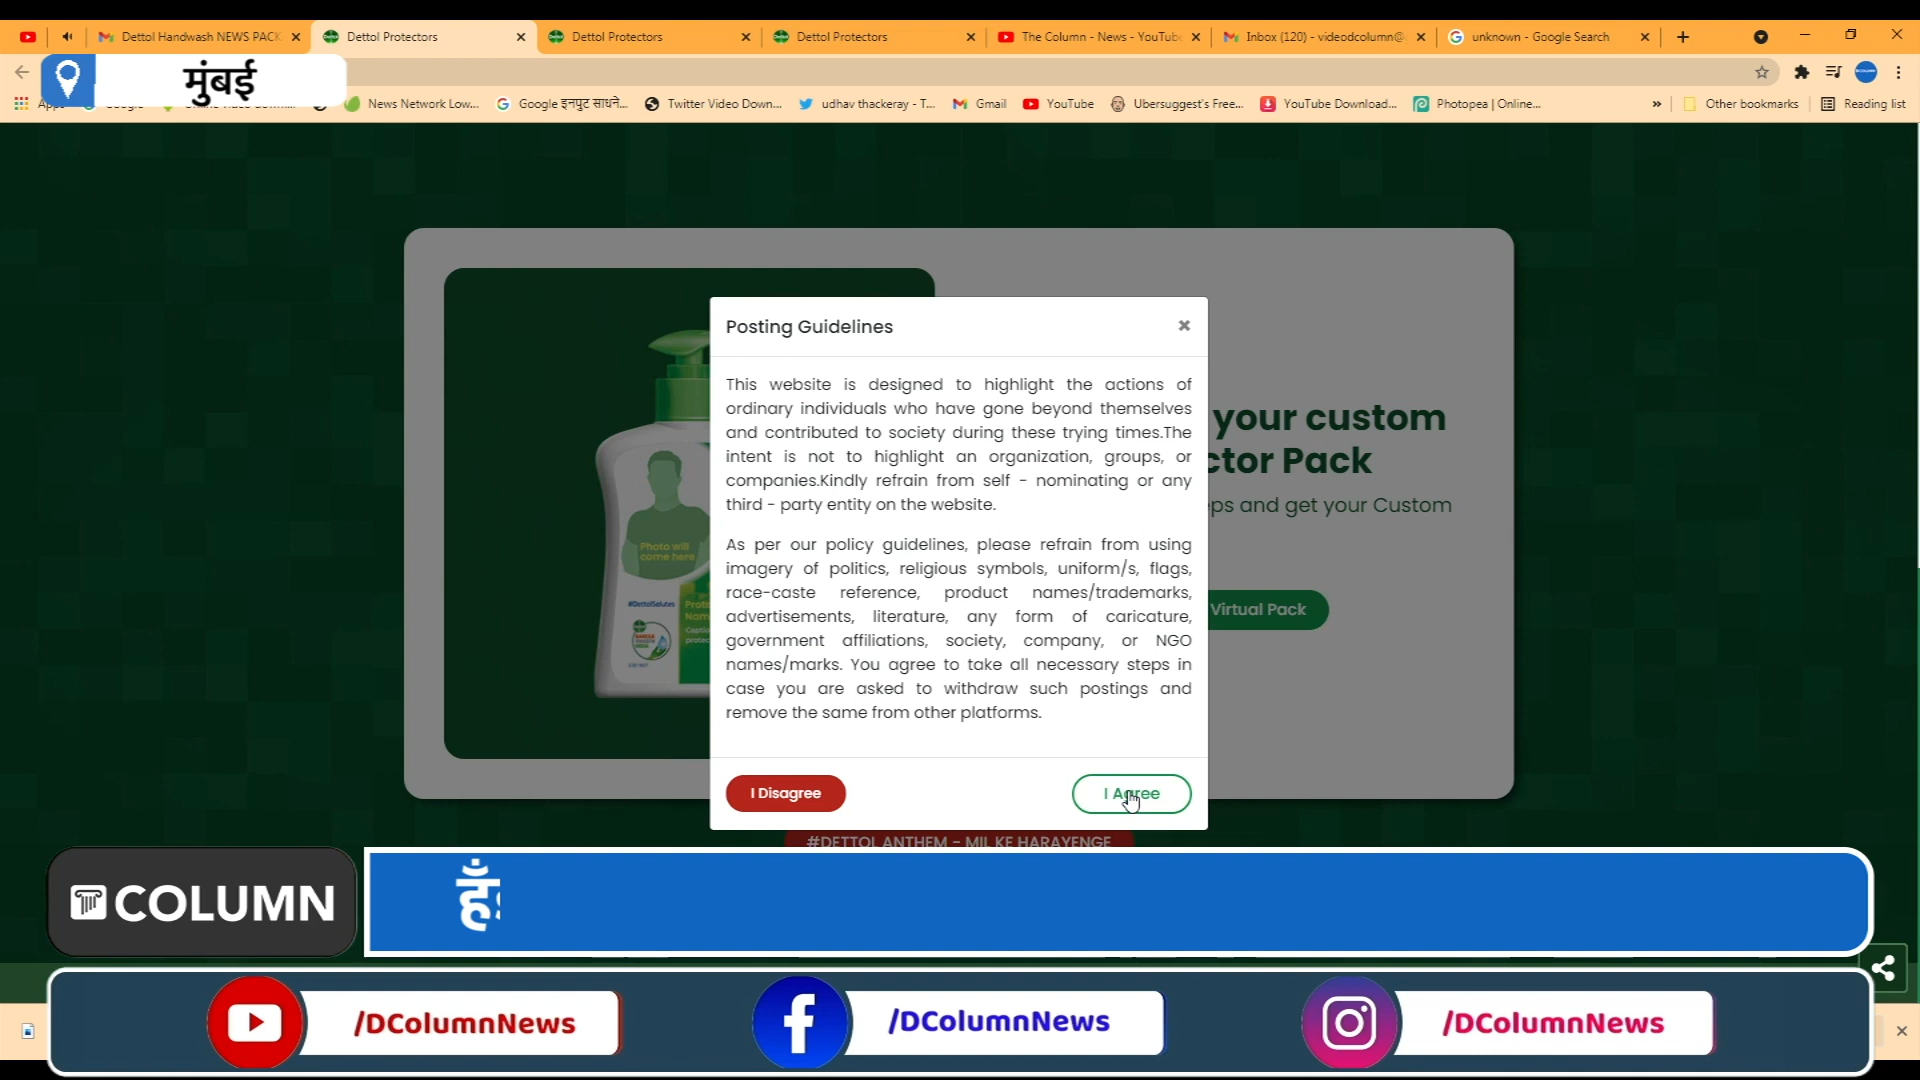 Dettol Handwash NEWS PACK
Dettol Protectors
Dettol Protectors
Dettol Protectors
The Column - News - YouTube
Inbox (120) - videodcolumn@
unknown - Google Search
मुंबई
News Network Low...
Google इनपुट साधने...
Twitter Video Down...
udhav thackeray - T...
Gmail
YouTube
Ubersuggest's Free...
YouTube Download...
Photopea | Online...
»
Other bookmarks
Reading list
Posting Guidelines
This website is designed to highlight the actions of
ordinary individuals who have gone beyond themselves
and contributed to society during these trying times.The
intent is not to highlight an organization, groups, or
companies.Kindly refrain from self - nominating or any
third - party entity on the website.
As per our policy guidelines, please refrain from using
imagery of politics, religious symbols, uniform/s, flags,
race-caste reference, product names/trademarks,
advertisements, literature, any form of caricature,
government affiliations, society, company, or NGO
names/marks. You agree to take all necessary steps in
case you are asked to withdraw such postings and
remove the same from other platforms.
I Disagree
I Agree
your custom
ctor Pack
ps and get your Custom
Virtual Pack
Photo will
come here
#DettolSalutes
#DETTOL ANTHEM - MIL KE HARAYENGE
COLUMN
/DColumnNews
/DColumnNews
/DColumnNews